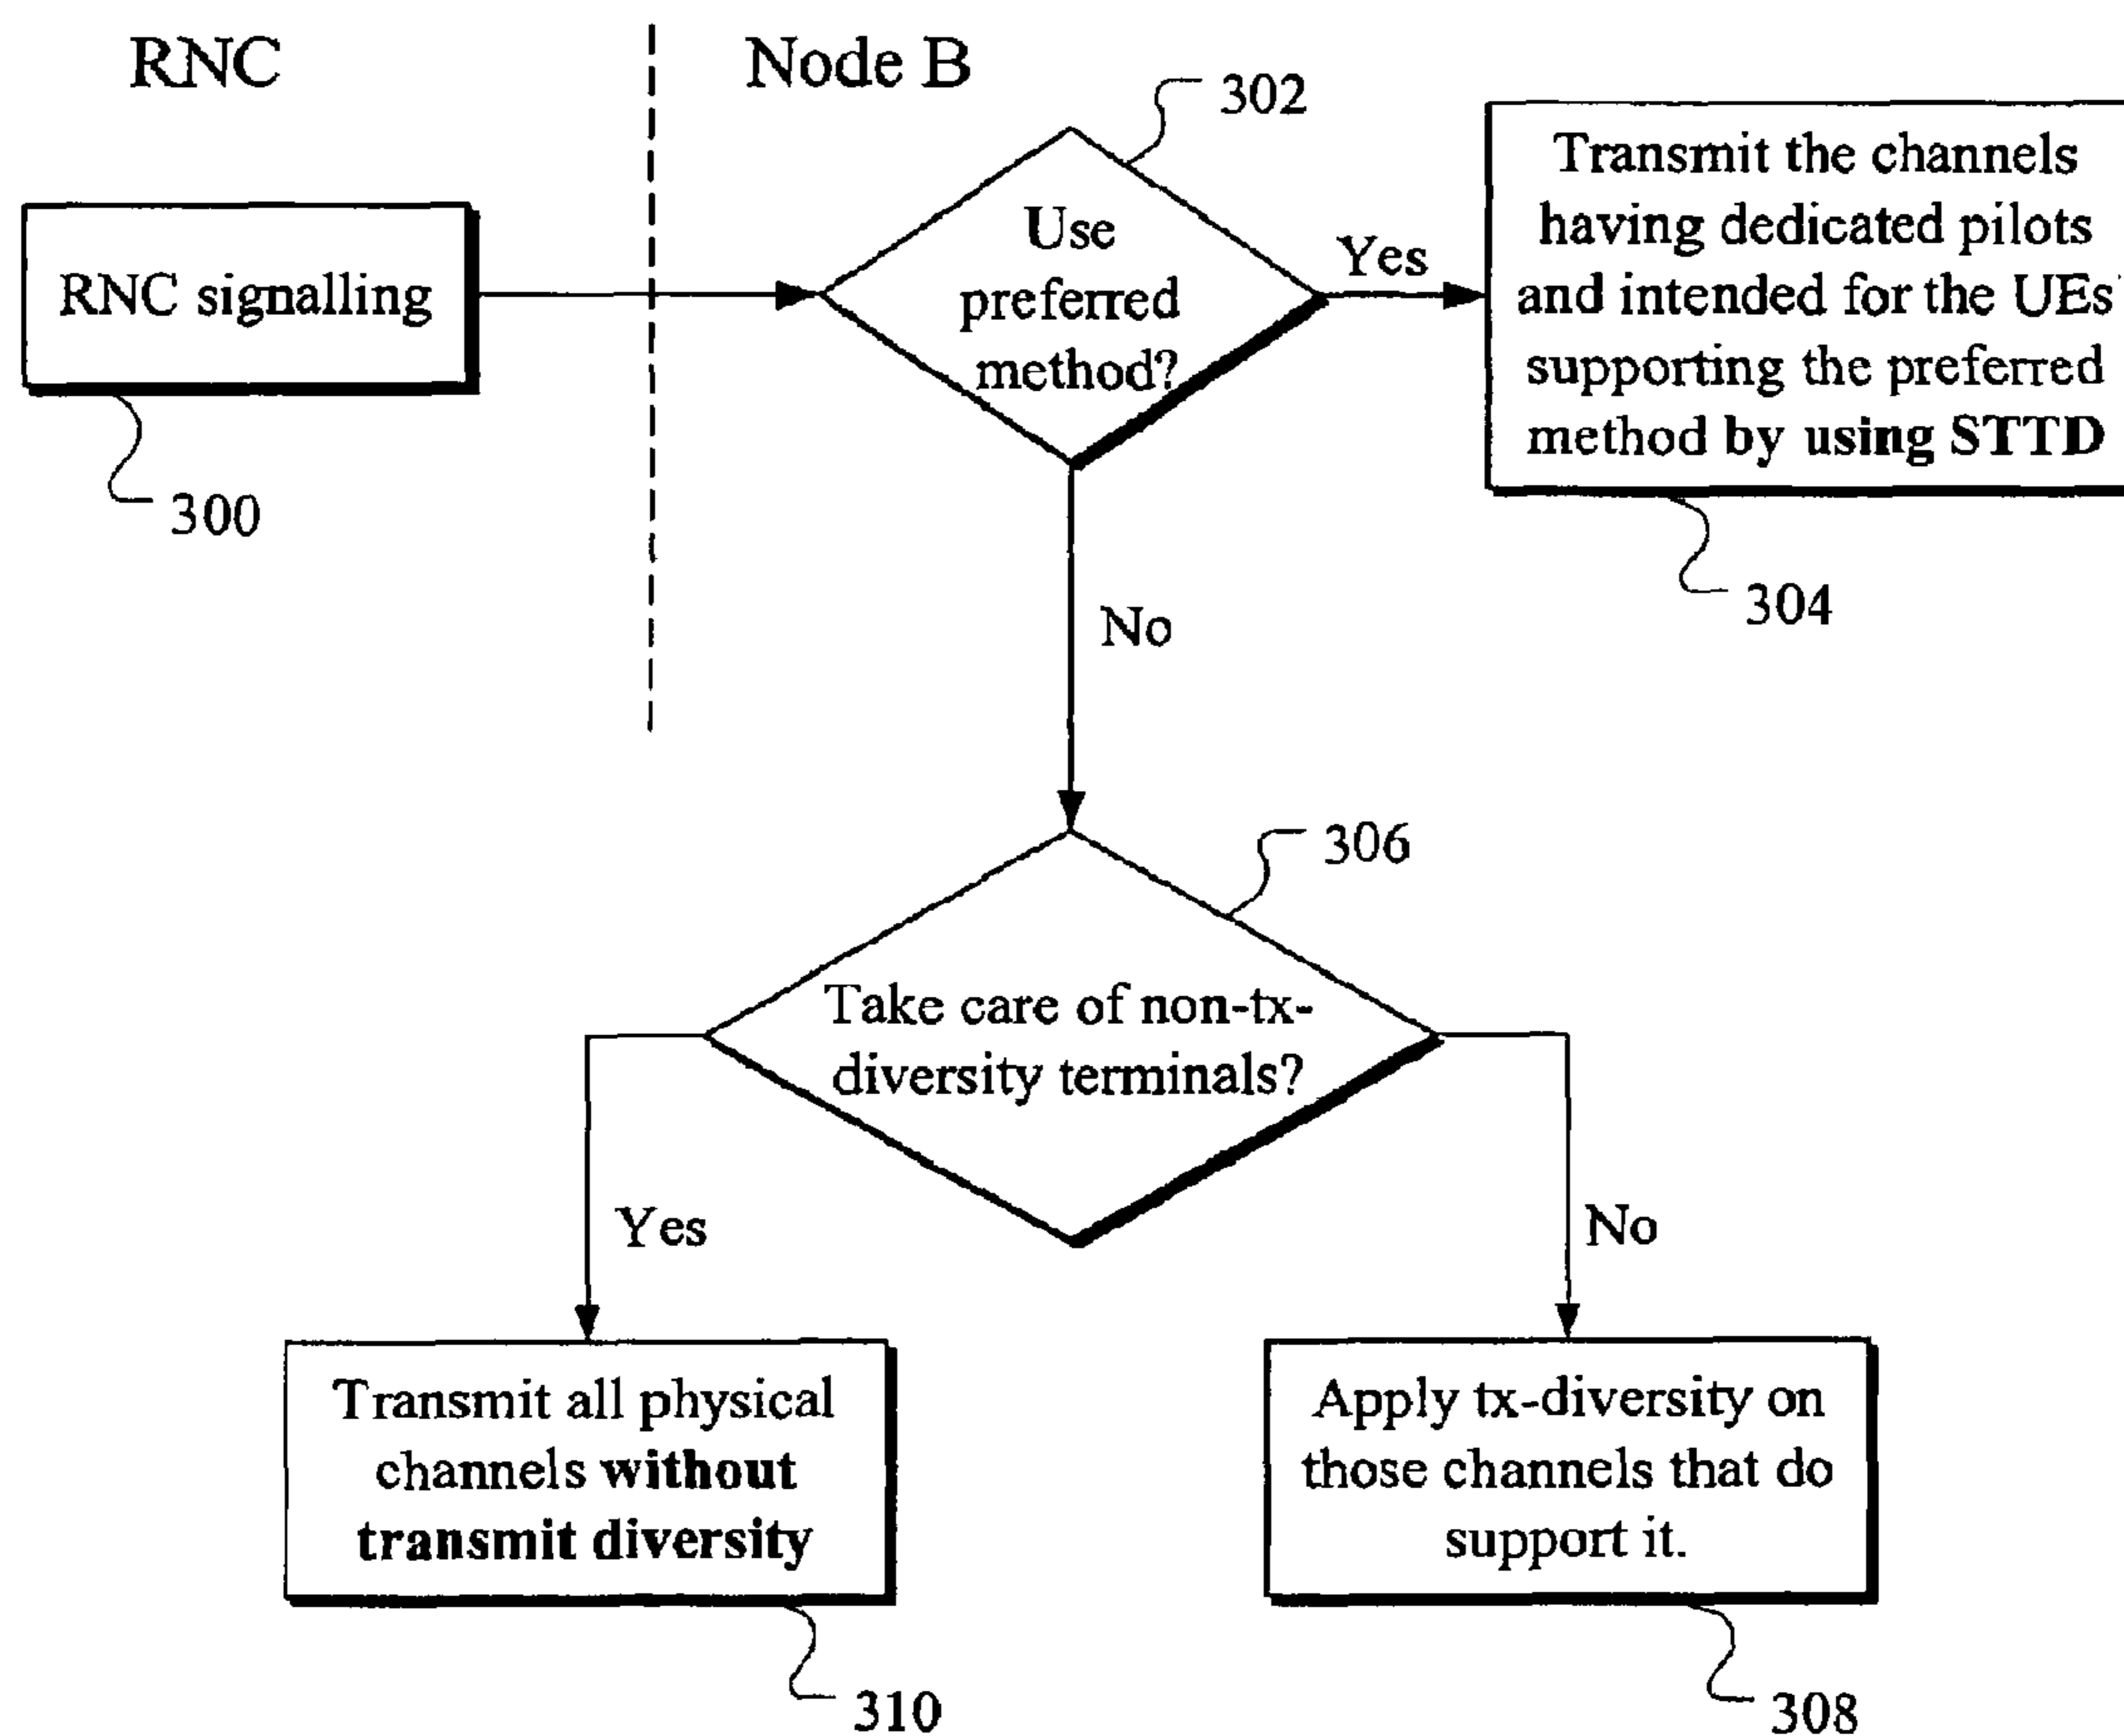 RNC
Node B
302
Use
preferred
method?
Yes
Transmit the channels
having dedicated pilots
and intended for the UEs
supporting the preferred
method by using STTD
304
RNC signalling
300
No
306
Take care of non-tx-
diversity terminals?
Yes
No
Transmit all physical
channels without
transmit diversity
310
Apply tx-diversity on
those channels that do
support it.
308